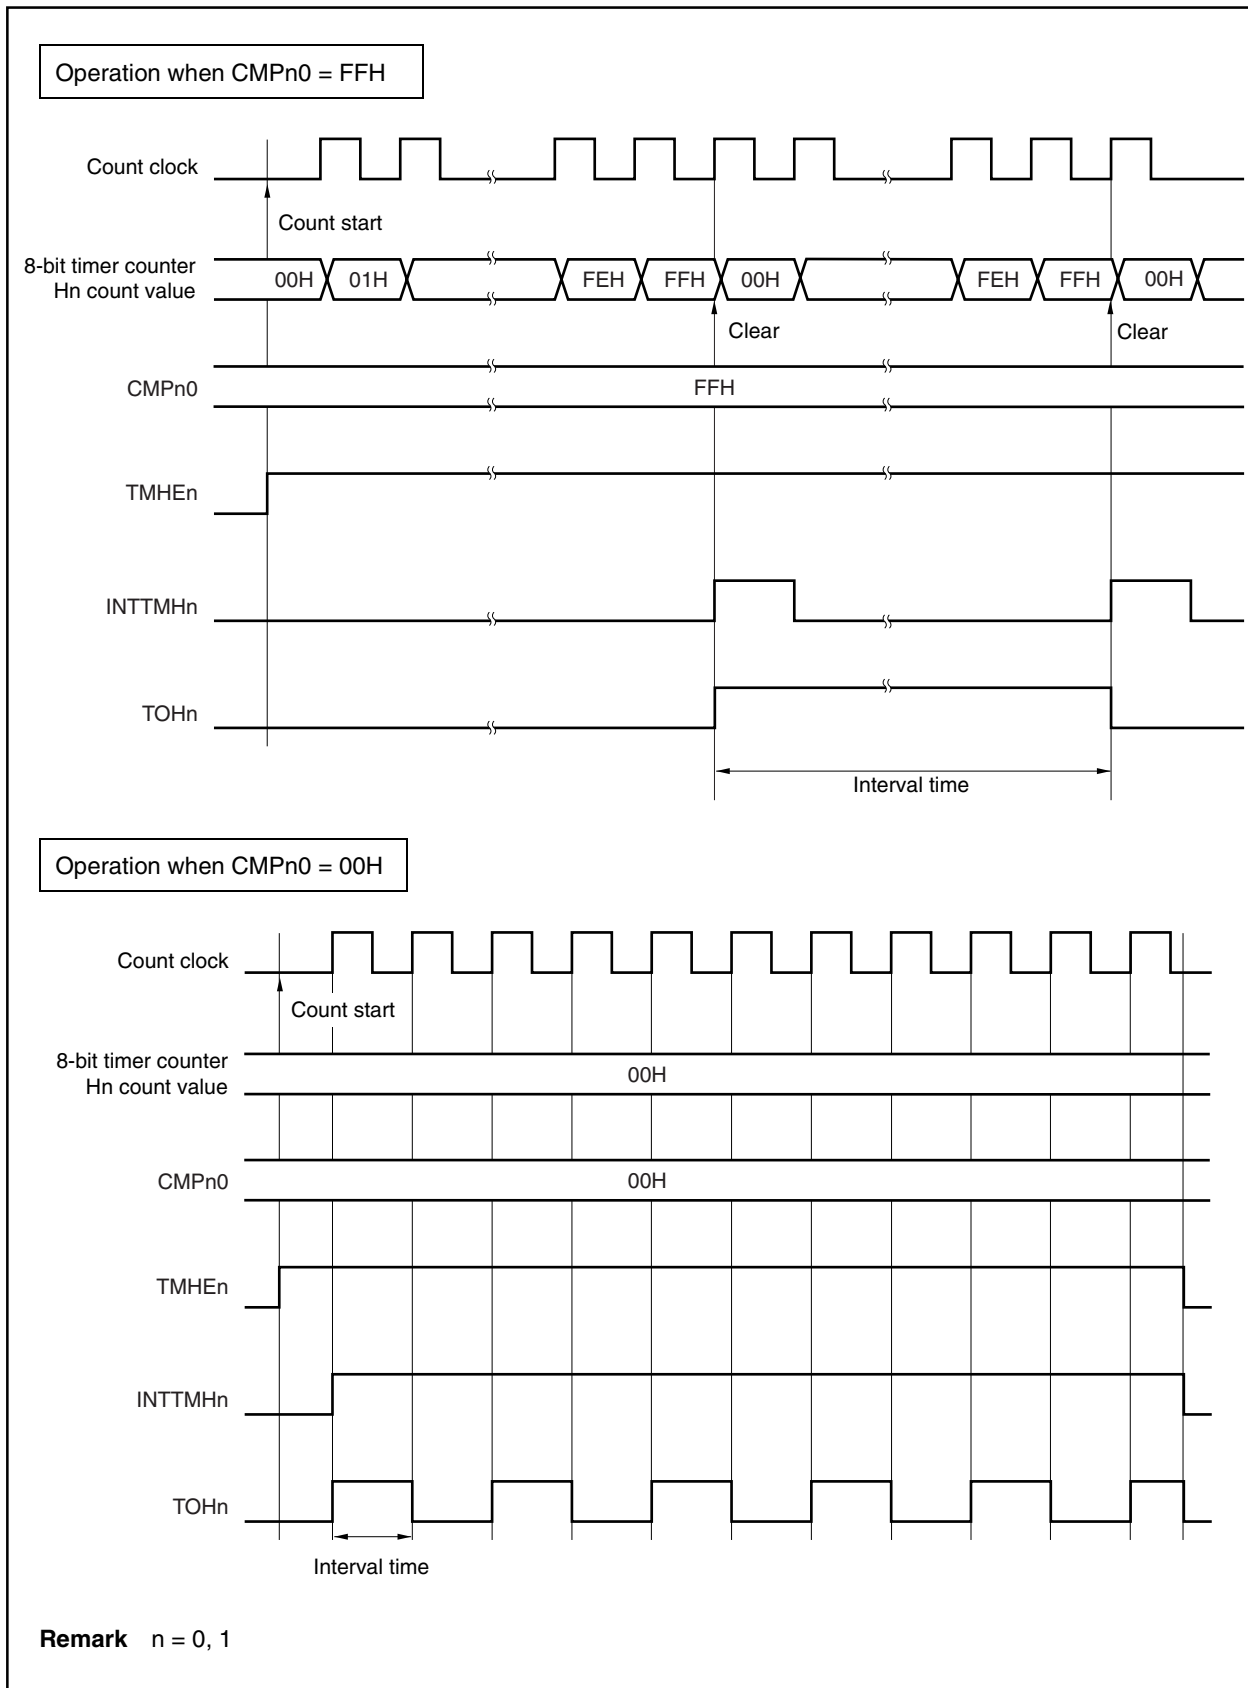 Operation when CMPn0 = FFH
Count clock
Count start
8-bit timer counter
Hn count value
00H 01H FEH FFH 00H FEH FFH 00H
Clear Clear
CMPn0 FFH
TMHEn
INTTMHn
TOHn
Interval time
Operation when CMPn0 = 00H
Count clock
Count start
8-bit timer counter
Hn count value
00H
CMPn0 00H
TMHEn
INTTMHn
TOHn
Interval time
Remark n = 0, 1